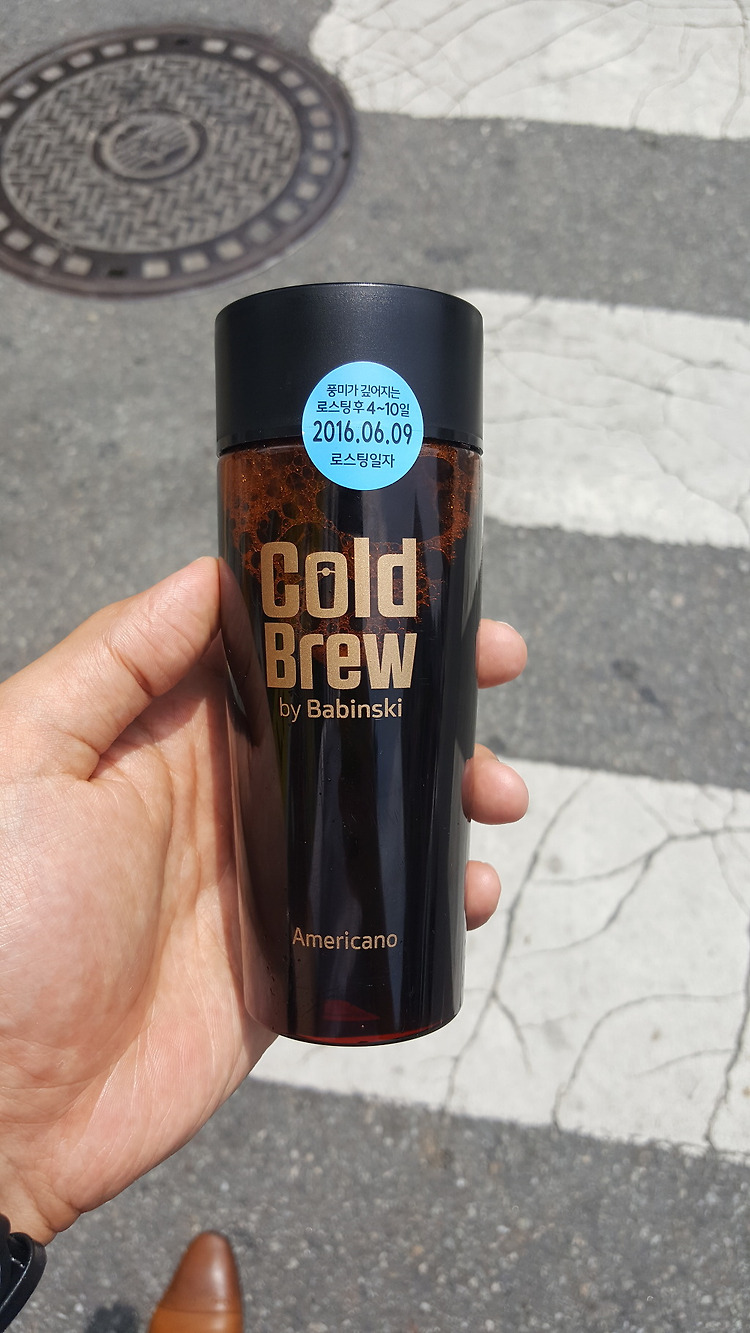 풍미가 깊어지는
로스팅 후 4~10일
2016.06.09
로스팅일자
Cold
Brew
by Babinski
Americano